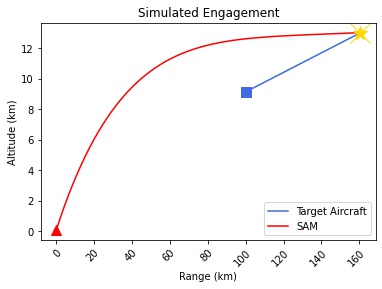 Simulated Engagement
Altitude (km)
12
10
8
6
4
2
0
Target Aircraft
SAM
0 20 40 60 80 100 120 140 160
Range (km)